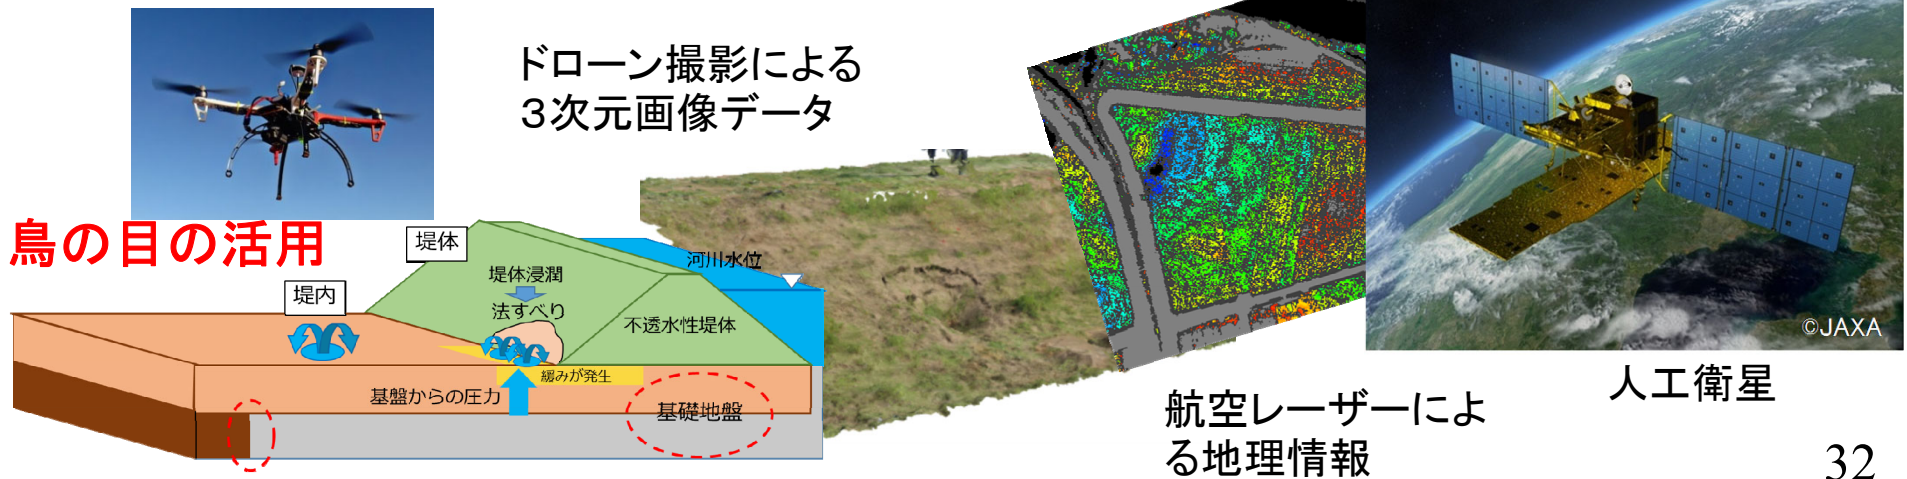 ドローン撮影による
３次元画像データ
鳥の目の活用
堤体
河川水位
堤体浸潤
堤内
法すべり
不透水性堤体
緩みが発生
基盤からの圧力
基礎地盤
©JAXA
人工衛星
航空レーザーによ
る地理情報
32